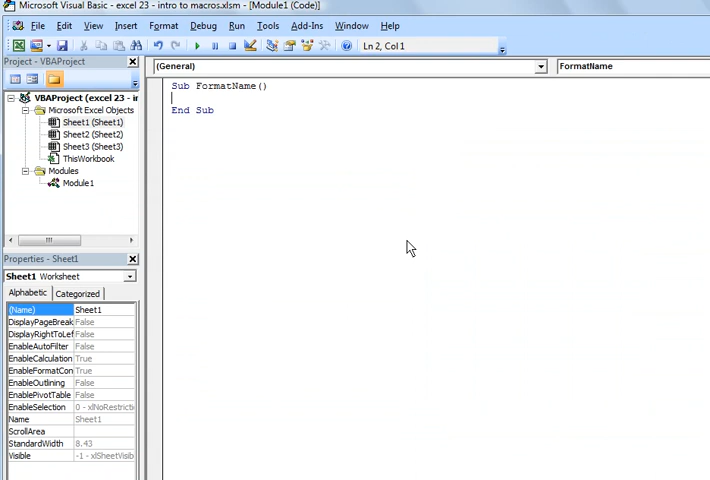 Microsoft Visual Basic - excel 23 - intro to macros.xlsm - [Module1 (Code)]
File Edit View Insert Format Debug Run Tools Add-Ins Window Help
Ln 2, Col 1
Project - VBAProject
(General)
FormatName
VBAProject (excel 23 - in
Microsoft Excel Objects
Sheet1 (Sheet1)
Sheet2 (Sheet2)
Sheet3 (Sheet3)
ThisWorkbook
Modules
Module1
Sub FormatName()
End Sub
Properties - Sheet1
Sheet1 Worksheet
Alphabetic Categorized
(Name) Sheet1
DisplayPageBreak False
DisplayRightToLef False
EnableAutoFilter False
EnableCalculation True
EnableFormatCon True
EnableOutlining False
EnablePivotTable False
EnableSelection 0 - xlNoRestricti
Name Sheet1
ScrollArea
StandardWidth 8.43
Visible -1 - xlSheetVisib